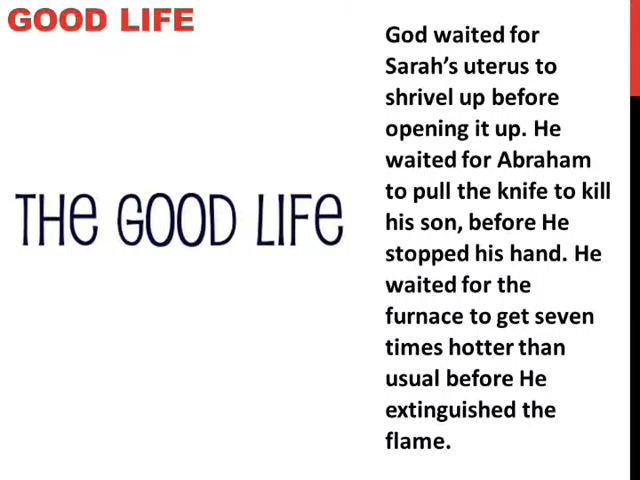 GOOD LIFE
THE GOOD LIFE
God waited for
Sarah’s uterus to
shrivel up before
opening it up. He
waited for Abraham
to pull the knife to kill
his son, before He
stopped his hand. He
waited for the
furnace to get seven
times hotter than
usual before He
extinguished the
flame.